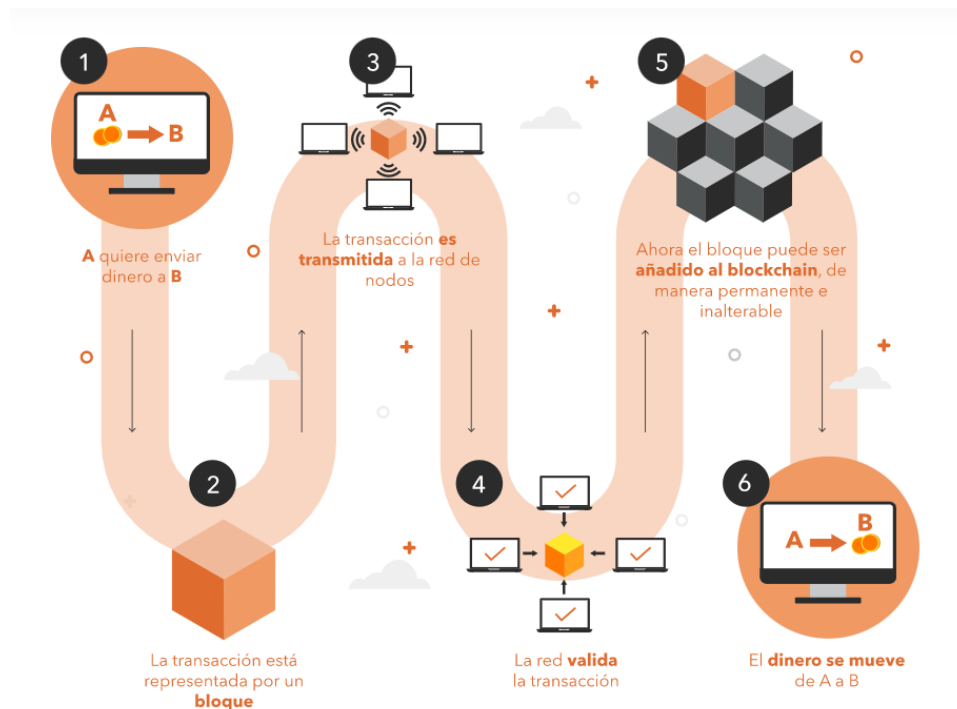 1
A
B
A quiere enviar
dinero a B
2
La transacción está
representada por un
bloque
3
La transacción es
transmitida a la red de
nodos
4
La red valida
la transacción
5
Ahora el bloque puede ser
añadido al blockchain, de
manera permanente e
inalterable
6
A
B
El dinero se mueve
de A a B